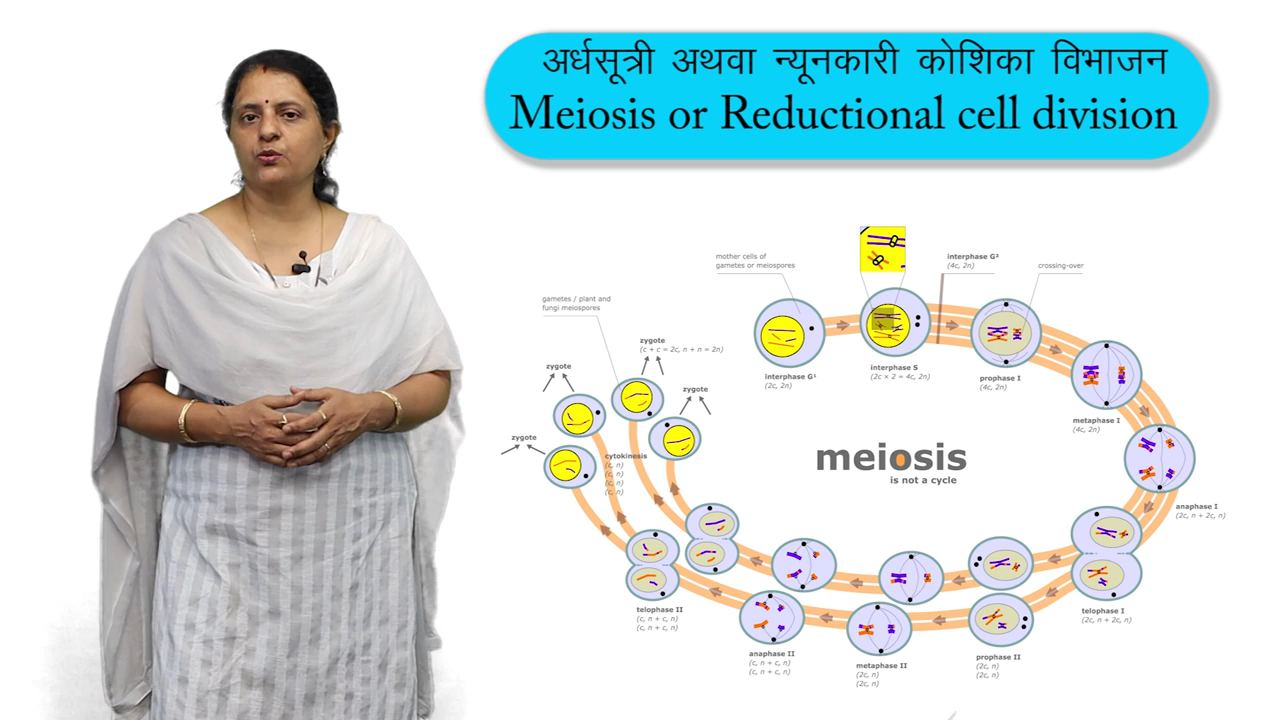 अर्धसूत्री अथवा न्यूनकारी कोशिका विभाजन
Meiosis or Reductional cell division
mother cells of
gametes or meiospores
interphase G²
(4c, 2n)
crossing-over
gametes / plant and
fungi meiospores
zygote
(c + c = 2c, n + n = 2n)
zygote
zygote
zygote
interphase G¹
(2c, 2n)
interphase S
(2c × 2 = 4c, 2n)
prophase I
(4c, 2n)
metaphase I
(4c, 2n)
meiosis
is not a cycle
cytokinesis
(c, n)
(c, n)
(c, n)
(c, n)
anaphase I
(2c, n + 2c, n)
telophase I
(2c, n + 2c, n)
telophase II
(c, n + c, n)
(c, n + c, n)
anaphase II
(c, n + c, n)
(c, n + c, n)
metaphase II
(2c, n)
(2c, n)
prophase II
(2c, n)
(2c, n)